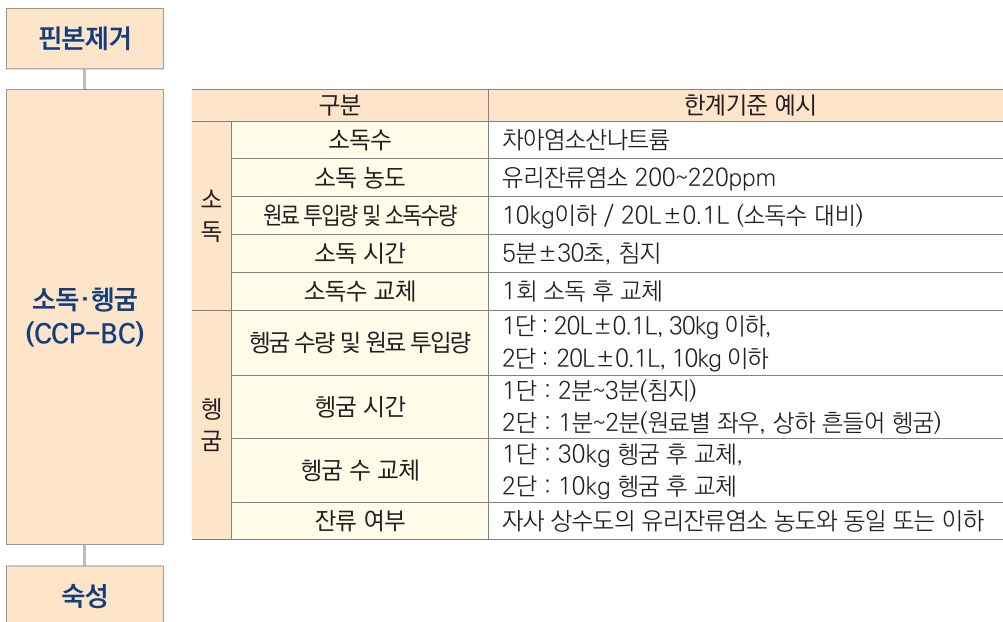 핀본제거
소독·헹굼
(CCP-BC)
숙성
구분 한계기준 예시
소독
소독수 차아염소산나트륨
소독 농도 유리잔류염소 200~220ppm
원료 투입량 및 소독수량 10kg이하 / 20L±0.1L (소독수 대비)
소독 시간 5분±30초, 침지
소독수 교체 1회 소독 후 교체
헹굼
헹굼 수량 및 원료 투입량 1단 : 20L±0.1L, 30kg 이하,
2단 : 20L±0.1L, 10kg 이하
헹굼 시간 1단 : 2분~3분(침지)
2단 : 1분~2분(원료별 좌우, 상하 흔들어 헹굼)
헹굼 수 교체 1단 : 30kg 헹굼 후 교체,
2단 : 10kg 헹굼 후 교체
잔류 여부 자사 상수도의 유리잔류염소 농도와 동일 또는 이하